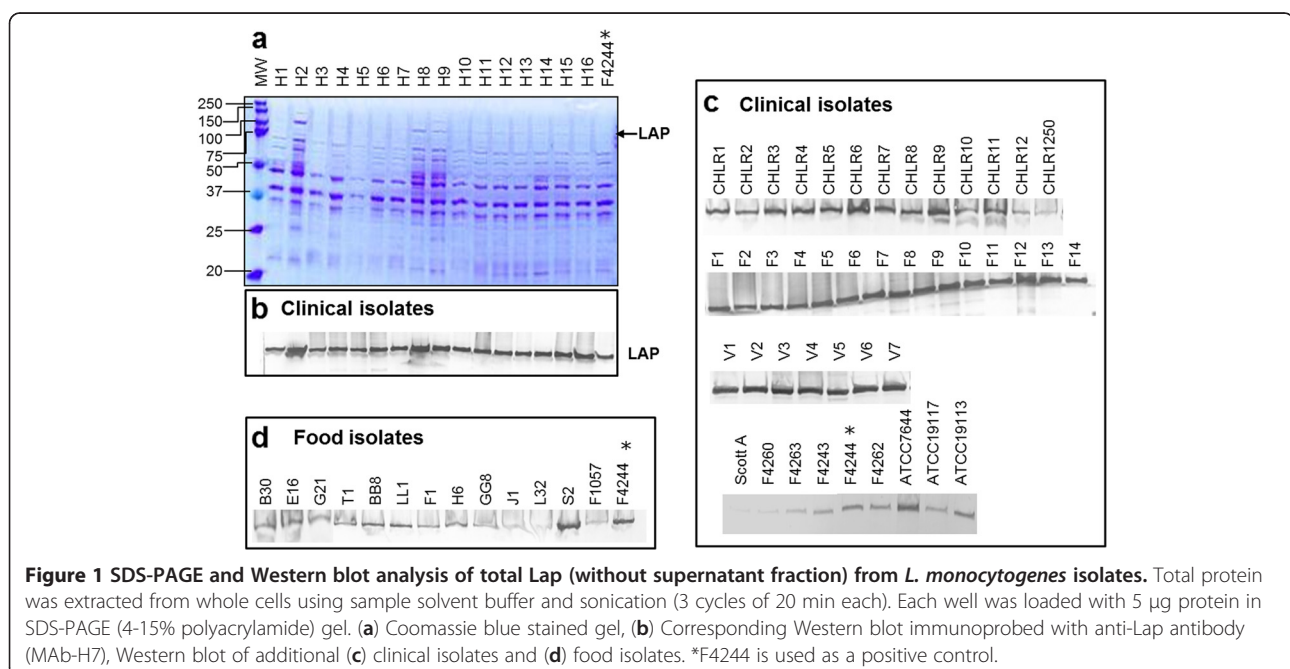 a
MW H1 H2 H3 H4 H5 H6 H7 H8 H9 H10 H11 H12 H13 H14 H15 H16 F4244*
250
150
100
75
50
37
25
20
LAP
b Clinical isolates
LAP
d Food isolates
B30 E16 G21 T1 BB8 LL1 F1 H6 GG8 J1 L32 S2 F1057 F4244 *
c Clinical isolates
CHLR1 CHLR2 CHLR3 CHLR4 CHLR5 CHLR6 CHLR7 CHLR8 CHLR9 CHLR10 CHLR11 CHLR12 CHLR1250
F1 F2 F3 F4 F5 F6 F7 F8 F9 F10 F11 F12 F13 F14
V1 V2 V3 V4 V5 V6 V7
Scott A F4260 F4263 F4243 F4244 * F4262 ATCC7644 ATCC19117 ATCC19113
Figure 1 SDS-PAGE and Western blot analysis of total Lap (without supernatant fraction) from L. monocytogenes isolates. Total protein
was extracted from whole cells using sample solvent buffer and sonication (3 cycles of 20 min each). Each well was loaded with 5 μg protein in
SDS-PAGE (4-15% polyacrylamide) gel. (a) Coomassie blue stained gel, (b) Corresponding Western blot immunoprobed with anti-Lap antibody
(MAb-H7), Western blot of additional (c) clinical isolates and (d) food isolates. *F4244 is used as a positive control.